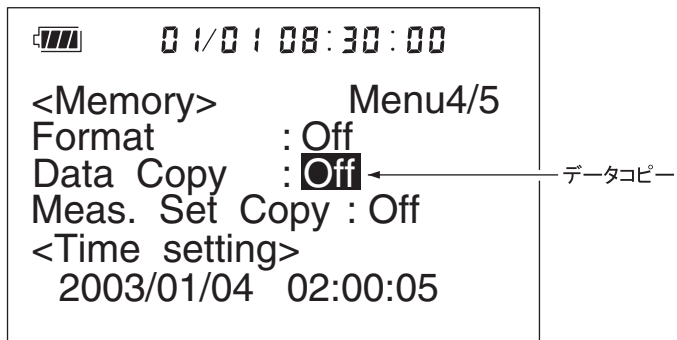 01/01 08:30:00
<Memory> Menu4/5
Format : Off
Data Copy : Off
データコピー
Meas. Set Copy : Off
<Time setting>
2003/01/04 02:00:05